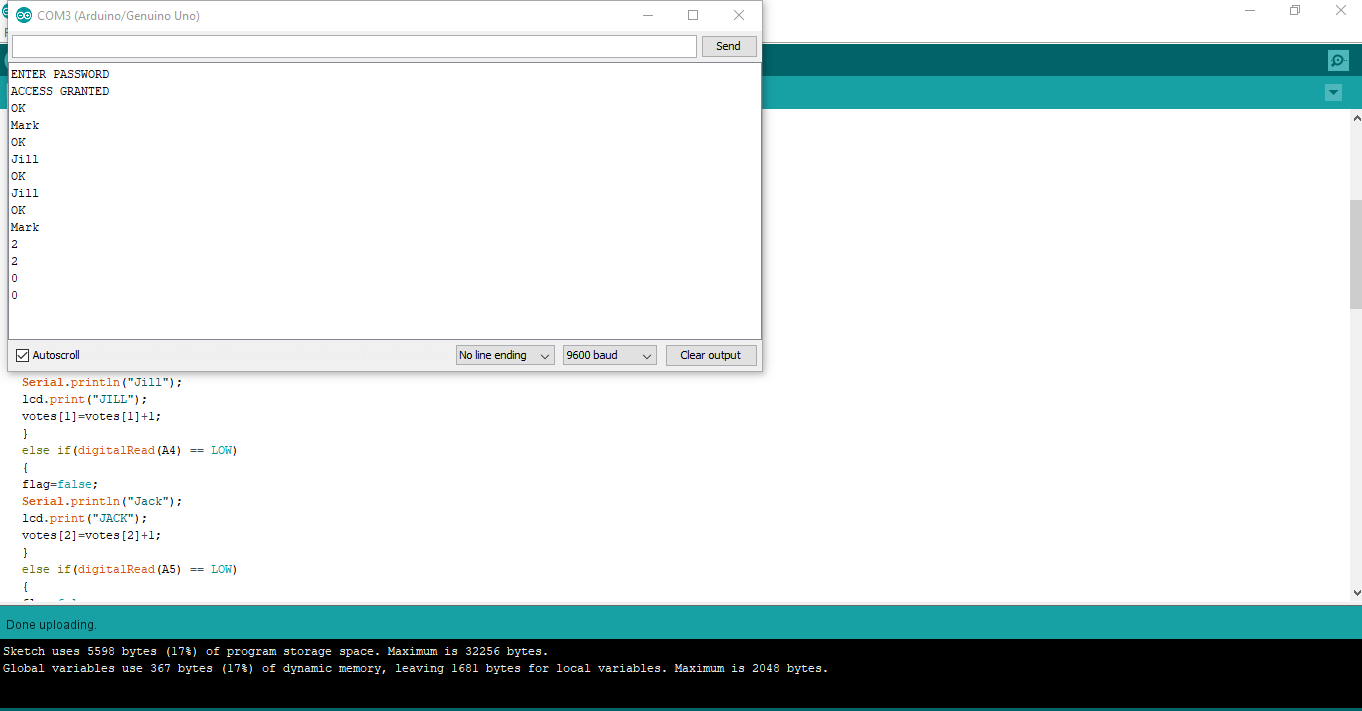 COM3 (Arduino/Genuino Uno)
Send
ENTER PASSWORD
ACCESS GRANTED
OK
Mark
OK
Jill
OK
Jill
OK
Mark
2
2
0
0
Autoscroll
No line ending
9600 baud
Clear output
Serial.println("Jill");
lcd.print("JILL");
votes[1]=votes[1]+1;
}
else if(digitalRead(A4) == LOW)
{
flag=false;
Serial.println("Jack");
lcd.print("JACK");
votes[2]=votes[2]+1;
}
else if(digitalRead(A5) == LOW)
{
Done uploading.
Sketch uses 5598 bytes (17%) of program storage space. Maximum is 32256 bytes.
Global variables use 367 bytes (17%) of dynamic memory, leaving 1681 bytes for local variables. Maximum is 2048 bytes.